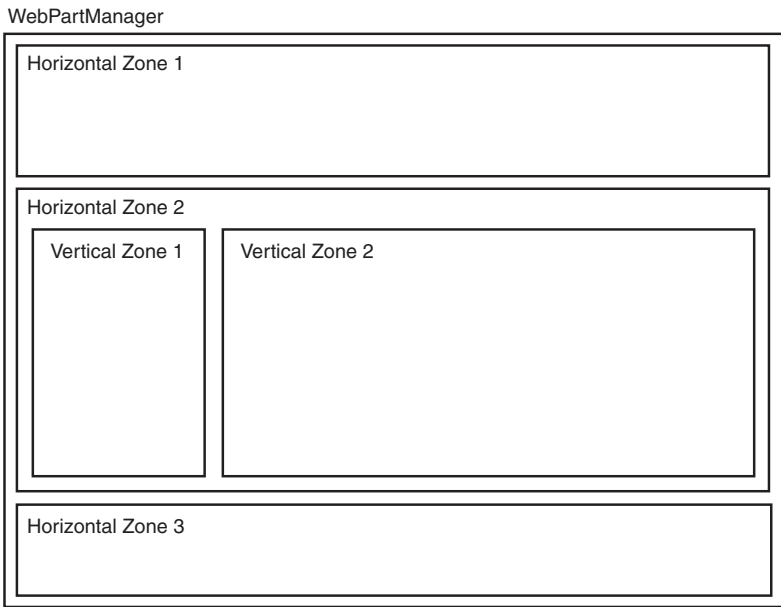 WebPartManager
Horizontal Zone 1
Horizontal Zone 2
Vertical Zone 1
Vertical Zone 2
Horizontal Zone 3